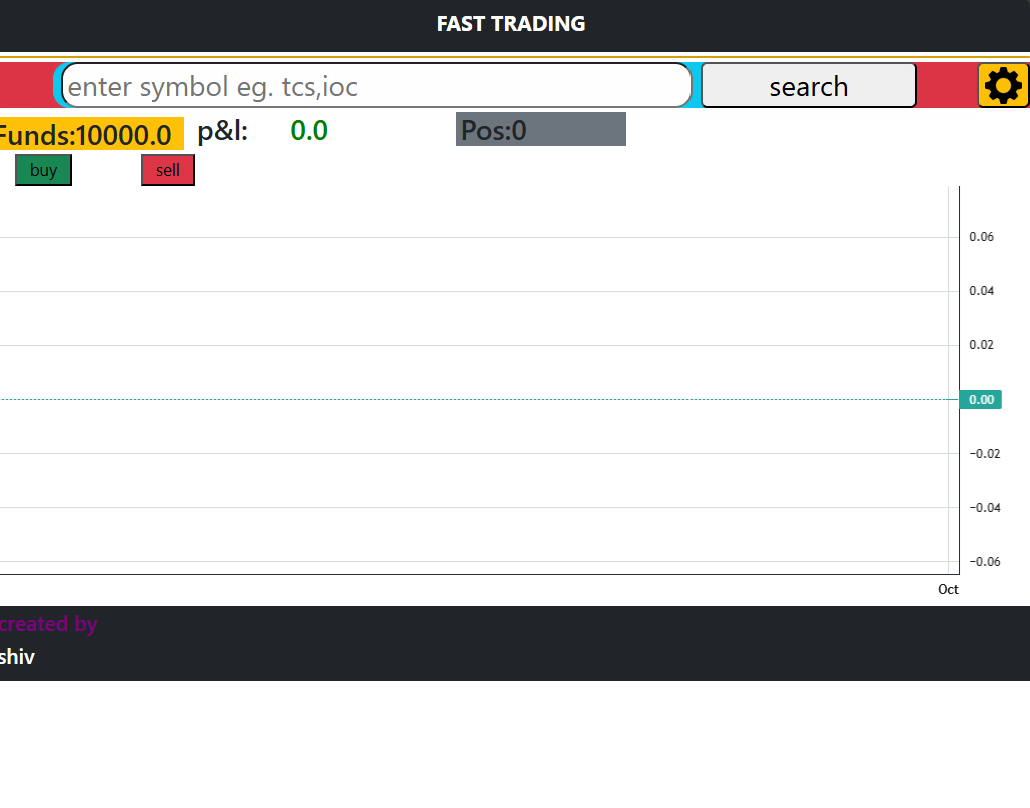 FAST TRADING
enter symbol eg. tcs,ioc search
Funds:10000.0 p&l: 0.0 Pos:0
buy sell
0.06
0.04
0.02
0.00
−0.02
−0.04
−0.06
Oct
created by
shiv